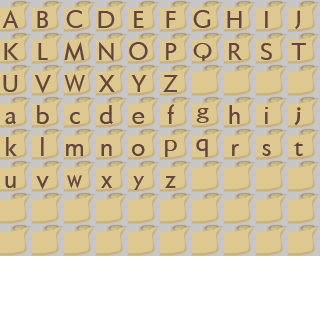 A B C D E F G H I J
K L M N O P Q R S T
U V W X Y Z
a b c d e f g h i j
k l m n o p q r s t
u v w x y z